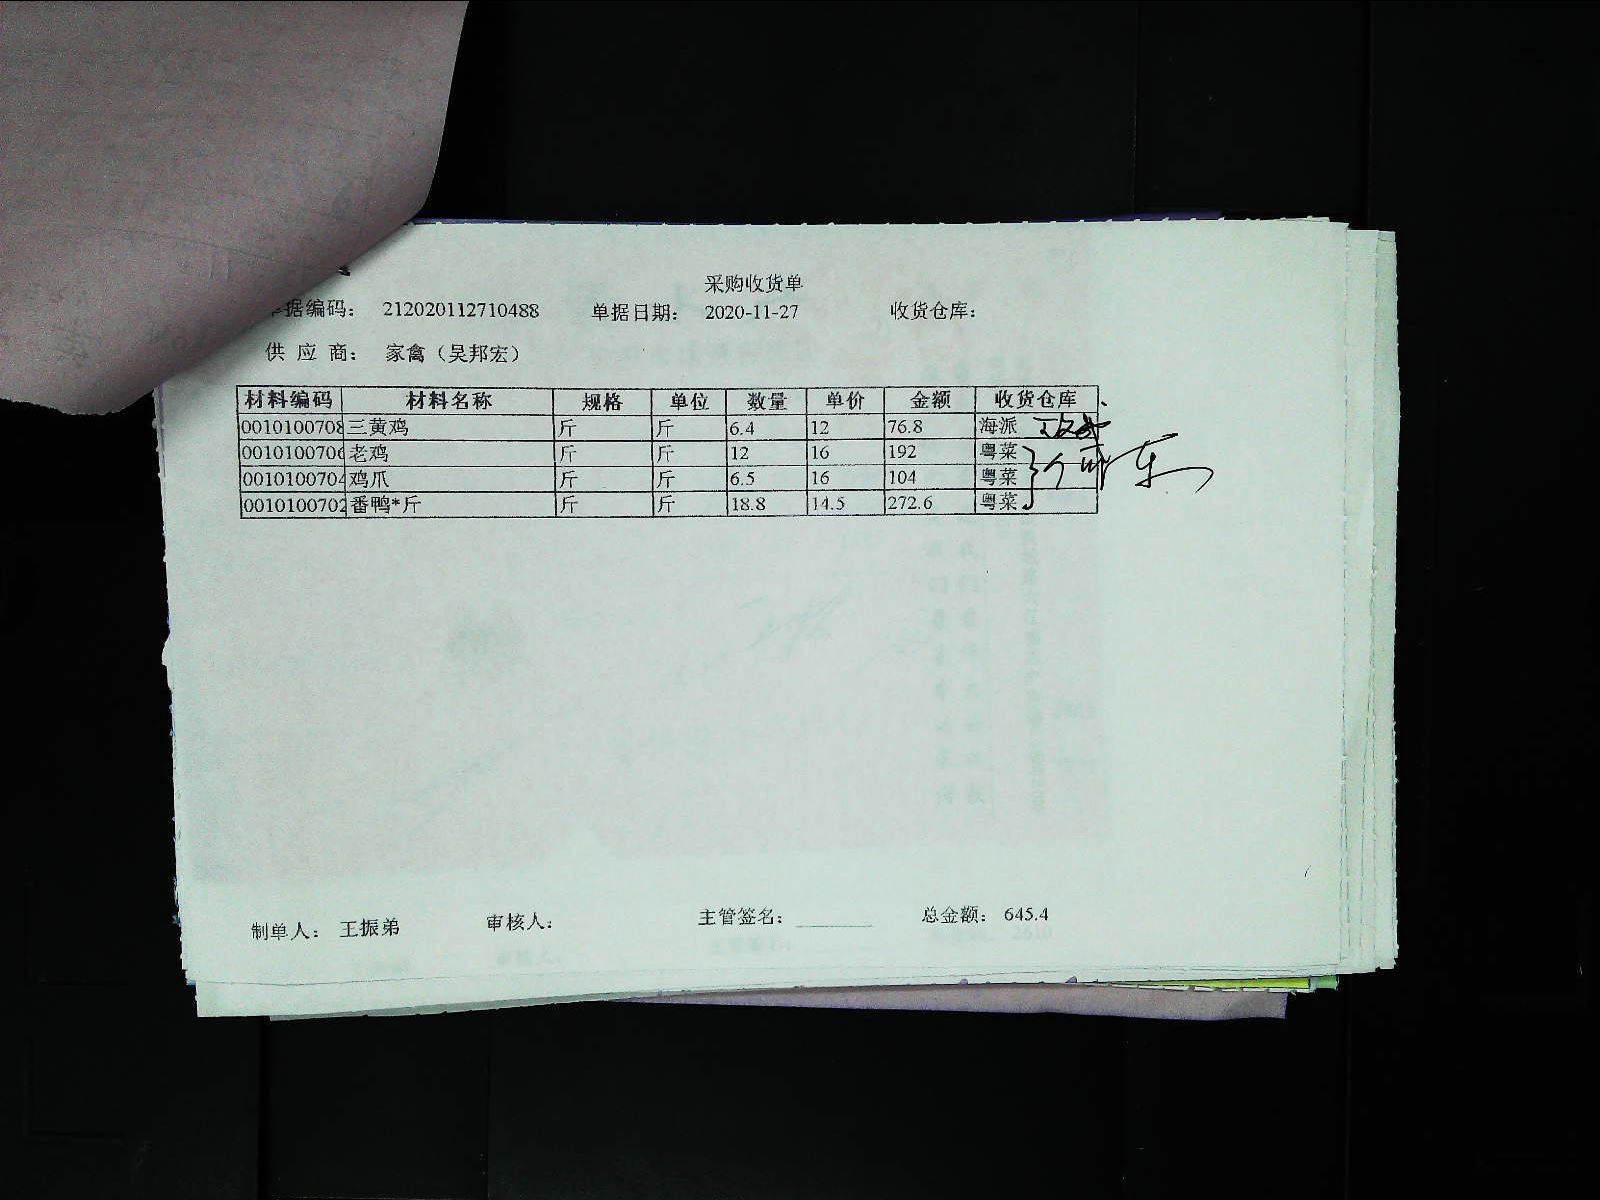 采购收货单
单据编码： 212020112710488 单据日期： 2020-11-27 收货仓库：
供 应 商： 家禽（吴邦宏）
材料编码 材料名称 规格 单位 数量 单价 金额 收货仓库
0010100708 三黄鸡 斤 斤 6.4 12 76.8 海派
0010100706 老鸡 斤 斤 12 16 192 粤菜
0010100704 鸡爪 斤 斤 6.5 16 104 粤菜
0010100702 番鸭*斤 斤 斤 18.8 14.5 272.6 粤菜
制单人： 王振弟 审核人： 主管签名： 总金额： 645.4